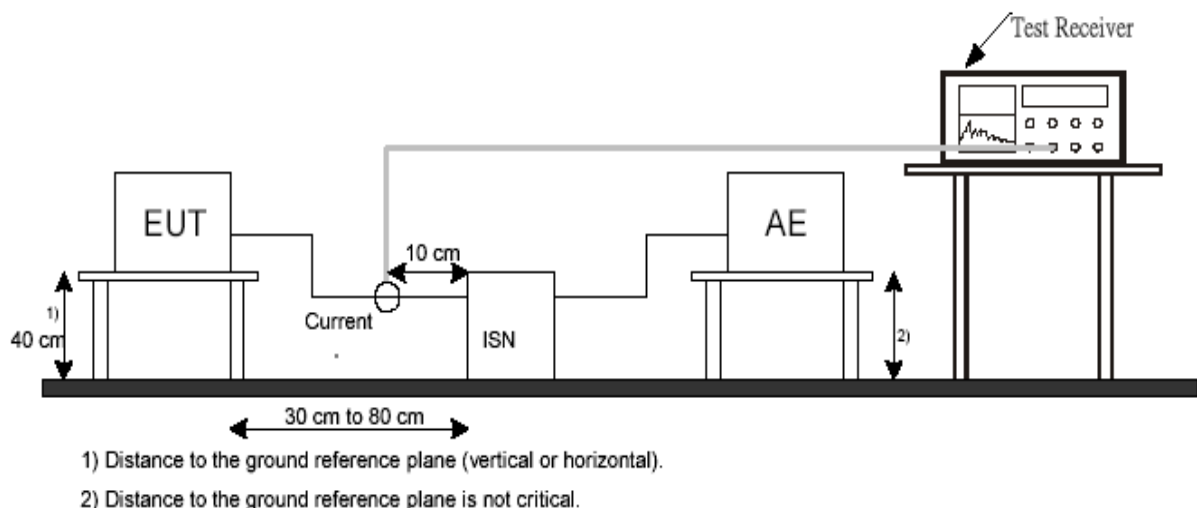 Test Receiver
EUT
AE
10 cm
1)
40 cm
Current
ISN
2)
30 cm to 80 cm
1) Distance to the ground reference plane (vertical or horizontal).
2) Distance to the ground reference plane is not critical.